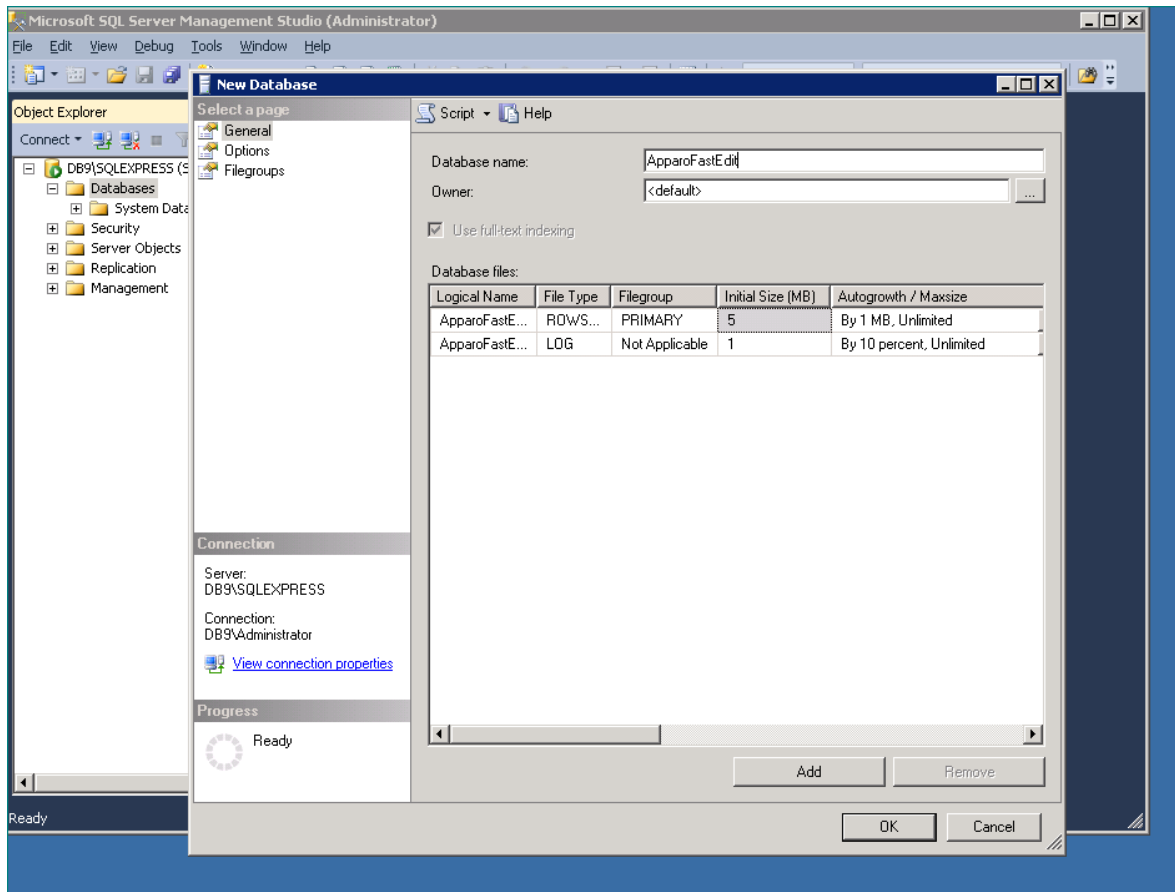 Microsoft SQL Server Management Studio (Administrator)
File Edit View Debug Tools Window Help
New Database
Object Explorer
Connect
DB9\SQLEXPRESS (S
Databases
System Data
Security
Server Objects
Replication
Management
Select a page
General
Options
Filegroups
Script Help
Database name: ApparoFastEdit
Owner: <default> ...
Use full-text indexing
Database files:
Logical Name File Type Filegroup Initial Size (MB) Autogrowth / Maxsize
ApparoFastE... ROWS... PRIMARY 5 By 1 MB, Unlimited
ApparoFastE... LOG Not Applicable 1 By 10 percent, Unlimited
Connection
Server:
DB9\SQLEXPRESS
Connection:
DB9\Administrator
View connection properties
Progress
Ready
Add Remove
OK Cancel
Ready